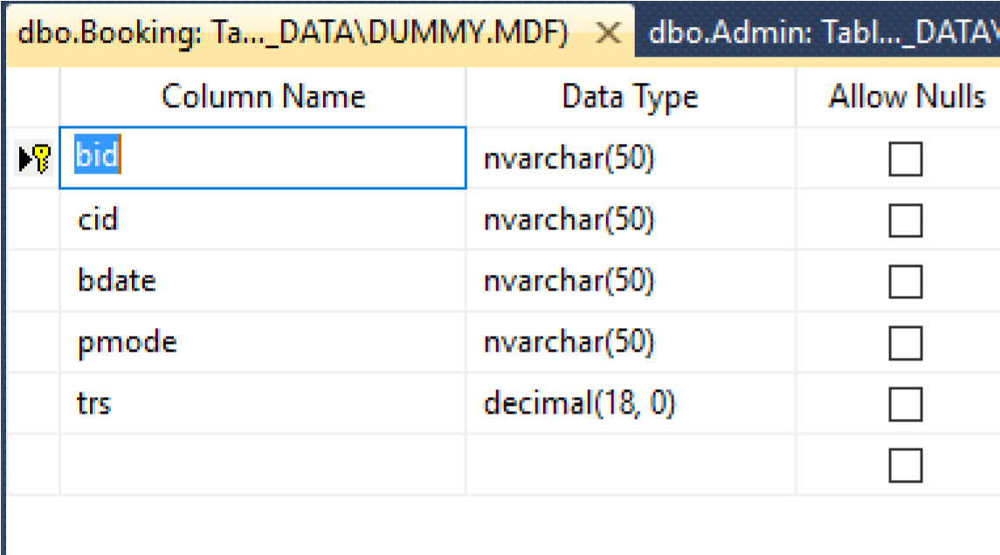 dbo.Booking: Ta..._DATA\DUMMY.MDF) × dbo.Admin: Tabl..._DATA\
Column Name Data Type Allow Nulls
bid nvarchar(50)
cid nvarchar(50)
bdate nvarchar(50)
pmode nvarchar(50)
trs decimal(18, 0)